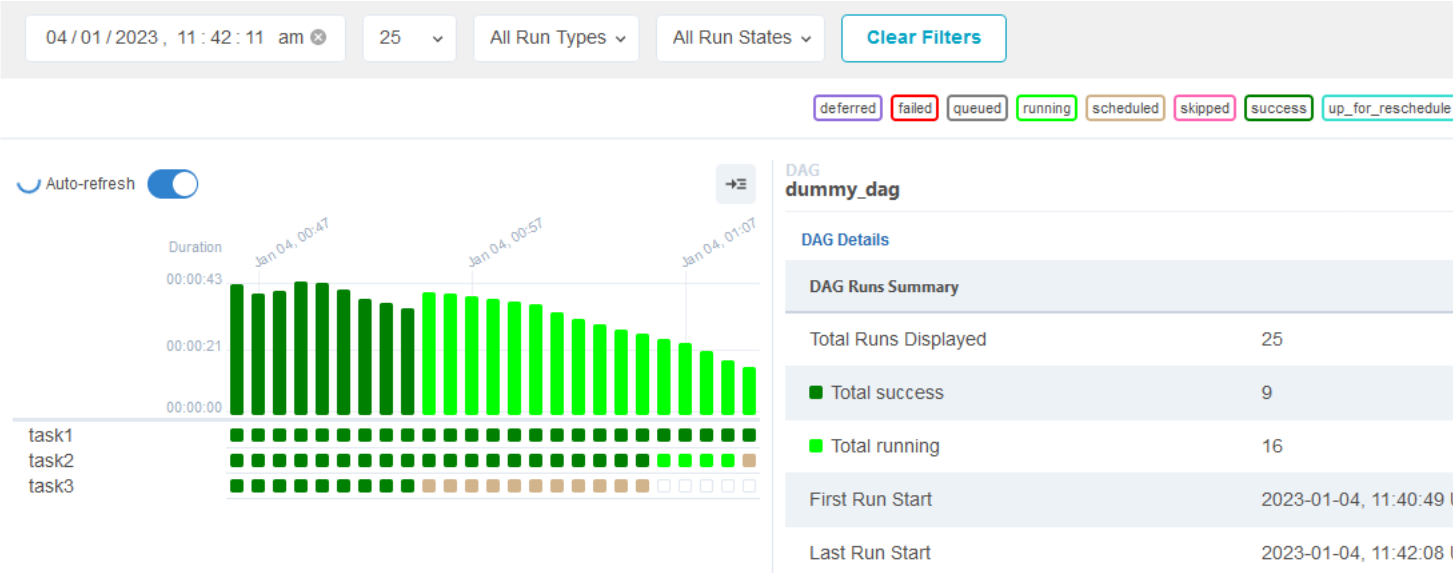 04 / 01 / 2023 , 11 : 42 : 11 am
25
All Run Types
All Run States
Clear Filters
deferred
failed
queued
running
scheduled
skipped
success
up_for_reschedule
Auto-refresh
Duration
Jan 04, 00:47
Jan 04, 00:57
Jan 04, 01:07
00:00:43
00:00:21
00:00:00
task1
task2
task3
DAG
dummy_dag
DAG Details
DAG Runs Summary
Total Runs Displayed 25
Total success 9
Total running 16
First Run Start 2023-01-04, 11:40:49
Last Run Start 2023-01-04, 11:42:08